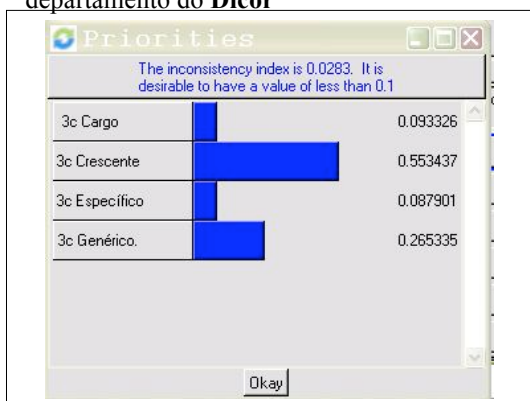 departamento do Dicor
Priorities
The inconsistency index is 0.0283. It is
desirable to have a value of less than 0.1
3c Cargo 0.093326
3c Crescente 0.553437
3c Específico 0.087901
3c Genérico. 0.265335
Okay